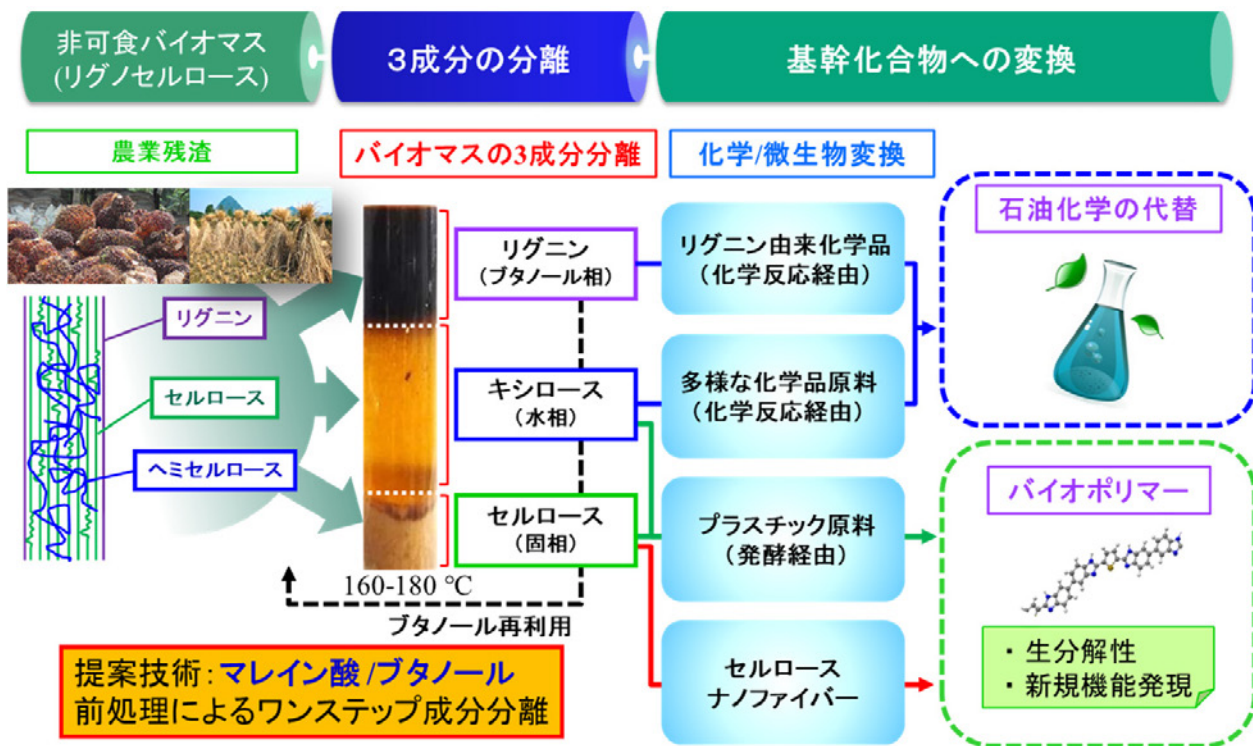 非可食バイオマス
(リグノセルロース)
3成分の分離
基幹化合物への変換
農業残渣
バイオマスの3成分分離
化学/微生物変換
リグニン
セルロース
ヘミセルロース
リグニン
（ブタノール相）
キシロース
（水相）
セルロース
（固相）
160-180 ℃
ブタノール再利用
リグニン由来化学品
（化学反応経由）
多様な化学品原料
（化学反応経由）
プラスチック原料
（発酵経由）
セルロース
ナノファイバー
石油化学の代替
バイオポリマー
・生分解性
・新規機能発現
提案技術：マレイン酸 /ブタノール
前処理によるワンステップ成分分離